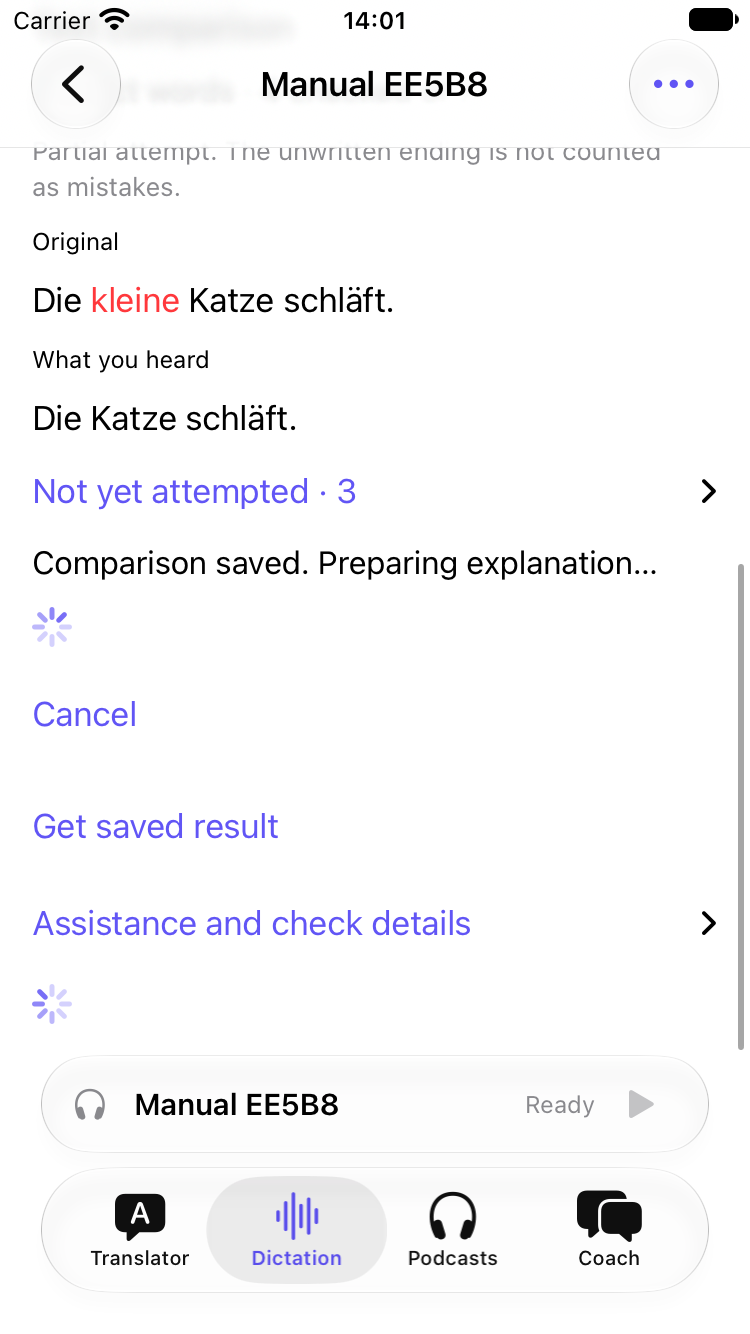 Carrier
14:01
Manual EE5B8
Partial attempt. The unwritten ending is not counted
as mistakes.
Original
Die kleine Katze schläft.
What you heard
Die Katze schläft.
Not yet attempted · 3
Comparison saved. Preparing explanation...
Cancel
Get saved result
Assistance and check details
Manual EE5B8
Ready
A
Translator
Dictation
Podcasts
Coach